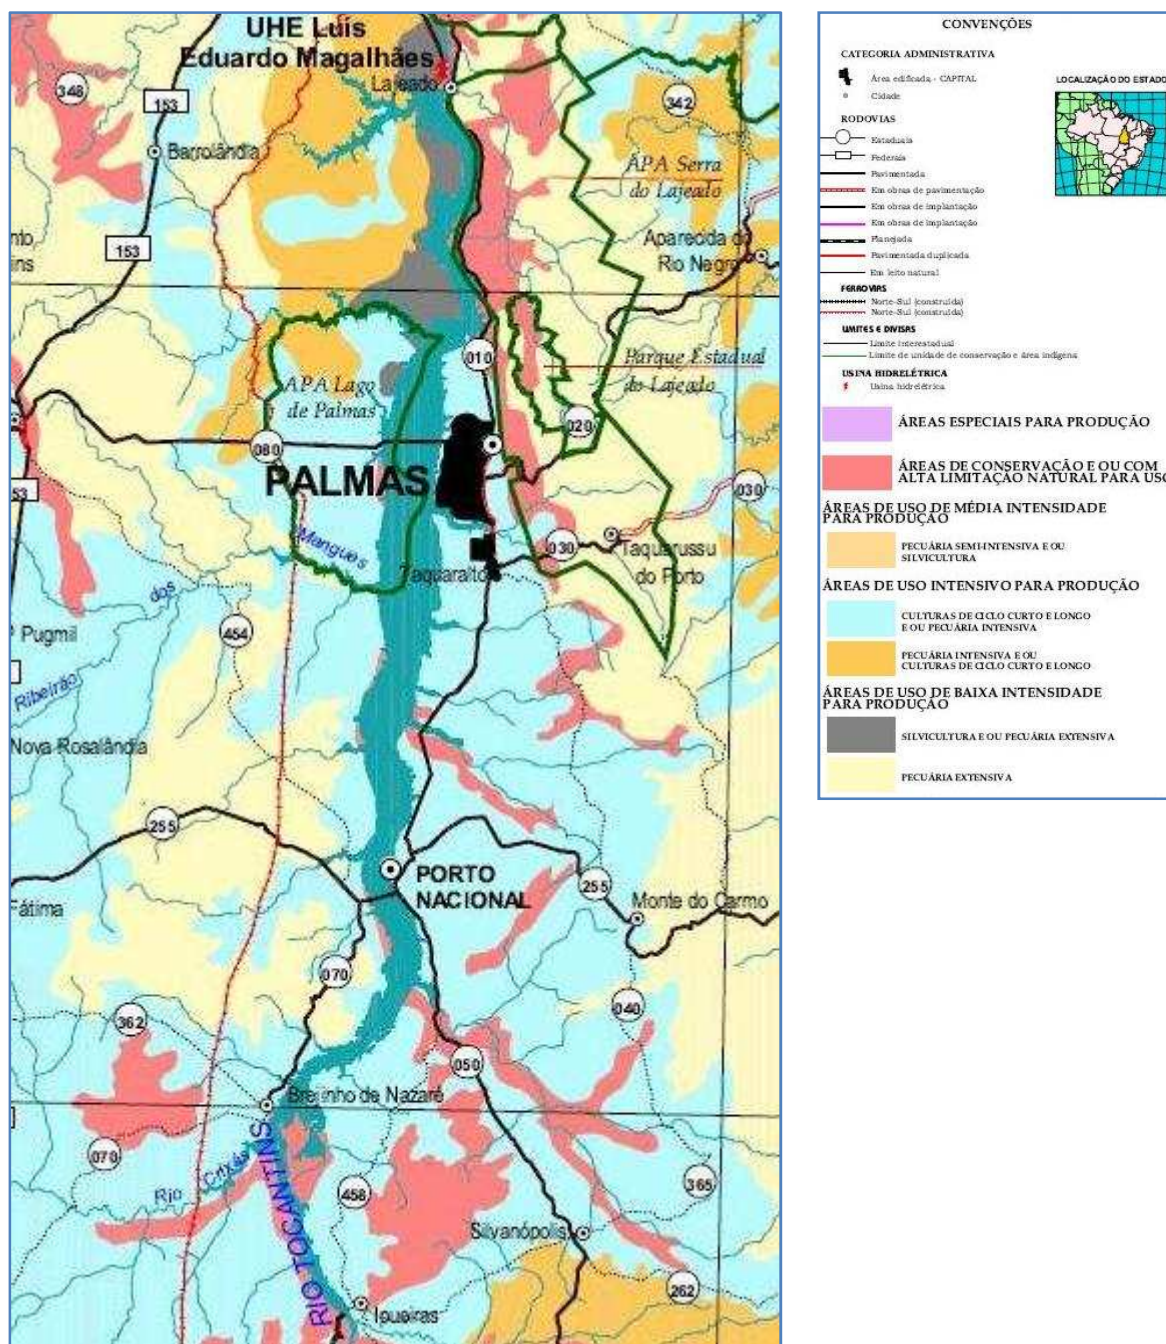 UHE Luís
Eduardo Magalhães
Lajeado
348
153
342
Barrolândia
APA Serra
do Lajeado
153
Aparecida do
Rio Negro
010
Parque Estadual
do Lajeado
APA Lago
de Palmas
020
080
PALMAS
53
030
Mangues
030
Taquarussu
do Porto
Taquaralto
dos
Pugmil
454
Ribeirão
Nova Rosalândia
255
PORTO
NACIONAL
255
Monte do Carmo
Fátima
070
040
362
050
Brejinho de Nazaré
070
Rio Crixás
RIO TOCANTINS
458
365
Silvanópolis
262
Ipueiras
CONVENÇÕES
CATEGORIA ADMINISTRATIVA
Área edificada - CAPITAL
Cidade
LOCALIZAÇÃO DO ESTADO
RODOVIAS
Estaduais
Federais
Pavimentada
Em obras de pavimentação
Em obras de implantação
Em obras de implantação
Planejada
Pavimentada duplicada
Em leito natural
FERROVIAS
Norte-Sul (construída)
Norte-Sul (construída)
LIMITES E DIVISAS
Limite interestadual
Limite de unidade de conservação e área indígena
USINA HIDRELÉTRICA
Usina hidrelétrica
ÁREAS ESPECIAIS PARA PRODUÇÃO
ÁREAS DE CONSERVAÇÃO E OU COM
ALTA LIMITAÇÃO NATURAL PARA USO
ÁREAS DE USO DE MÉDIA INTENSIDADE
PARA PRODUÇÃO
PECUÁRIA SEMI-INTENSIVA E OU
SILVICULTURA
ÁREAS DE USO INTENSIVO PARA PRODUÇÃO
CULTURAS DE CICLO CURTO E LONGO
E OU PECUÁRIA INTENSIVA
PECUÁRIA INTENSIVA E OU
CULTURAS DE CICLO CURTO E LONGO
ÁREAS DE USO DE BAIXA INTENSIDADE
PARA PRODUÇÃO
SILVICULTURA E OU PECUÁRIA EXTENSIVA
PECUÁRIA EXTENSIVA